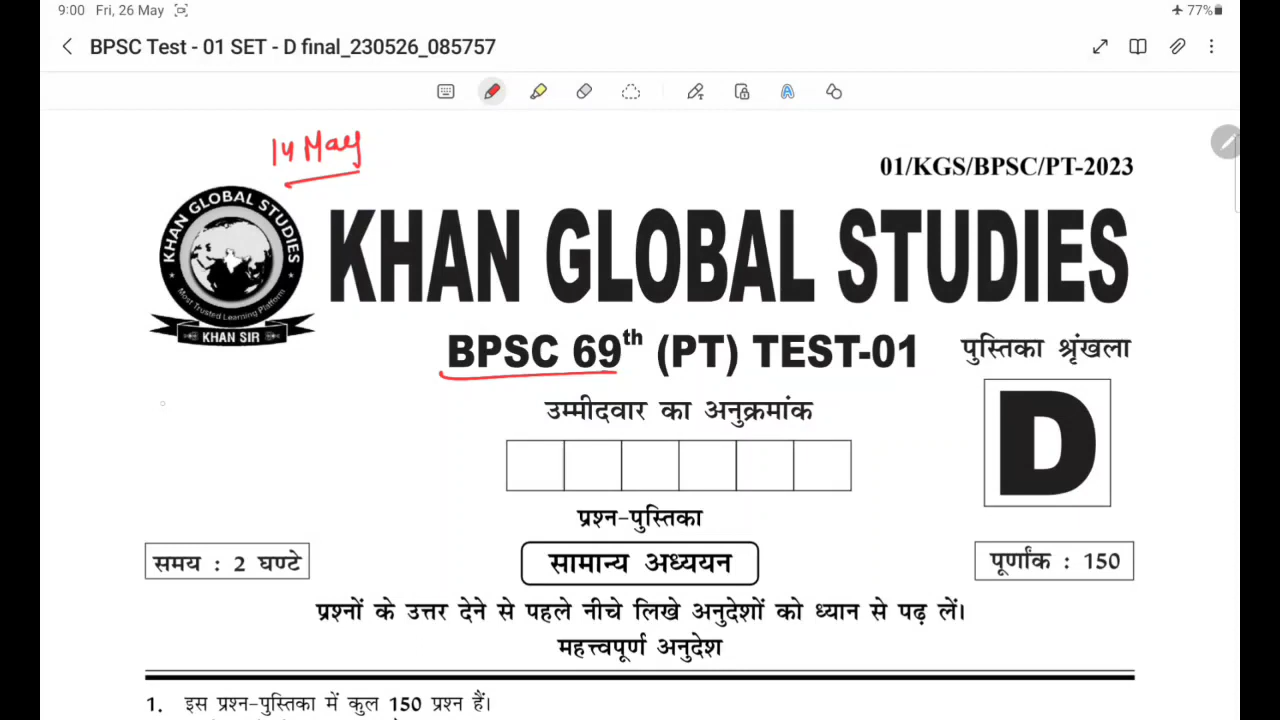 9:00 Fri, 26 May
77%
BPSC Test - 01 SET - D final_230526_085757
14 May
01/KGS/BPSC/PT-2023
KHAN GLOBAL STUDIES
Most Trusted Learning Platform
KHAN SIR
KHAN GLOBAL STUDIES
BPSC 69th (PT) TEST-01
पुस्तिका श्रृंखला
D
उम्मीदवार का अनुक्रमांक
प्रश्न-पुस्तिका
समय : 2 घण्टे
सामान्य अध्ययन
पूर्णांक : 150
प्रश्नों के उत्तर देने से पहले नीचे लिखे अनुदेशों को ध्यान से पढ़ लें।
महत्त्वपूर्ण अनुदेश
1. इस प्रश्न-पुस्तिका में कुल 150 प्रश्न हैं।